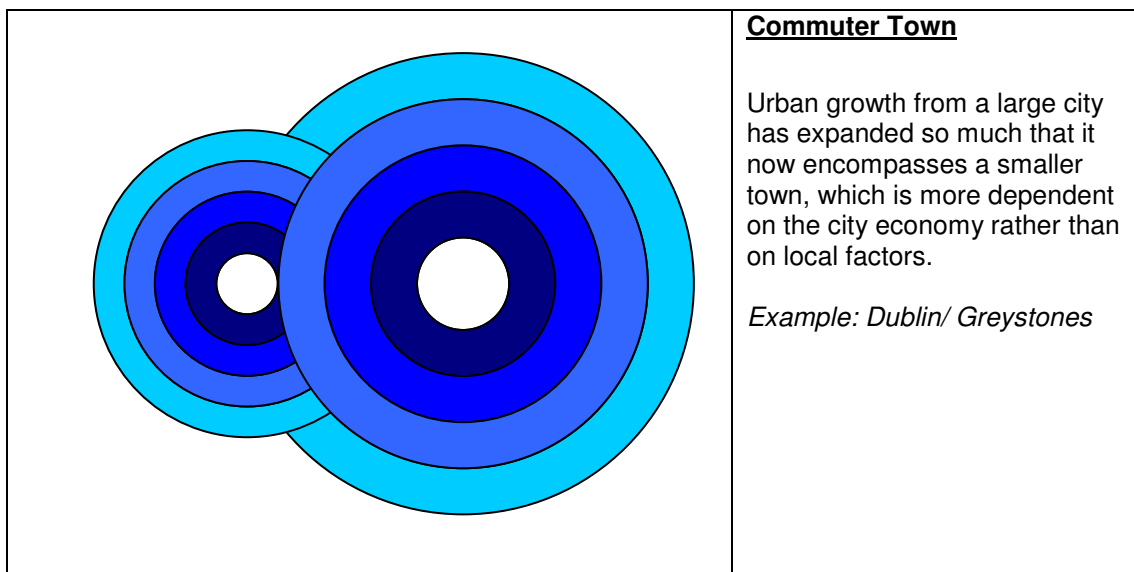 Commuter Town
Urban growth from a large city
has expanded so much that it
now encompasses a smaller
town, which is more dependent
on the city economy rather than
on local factors.
Example: Dublin/ Greystones